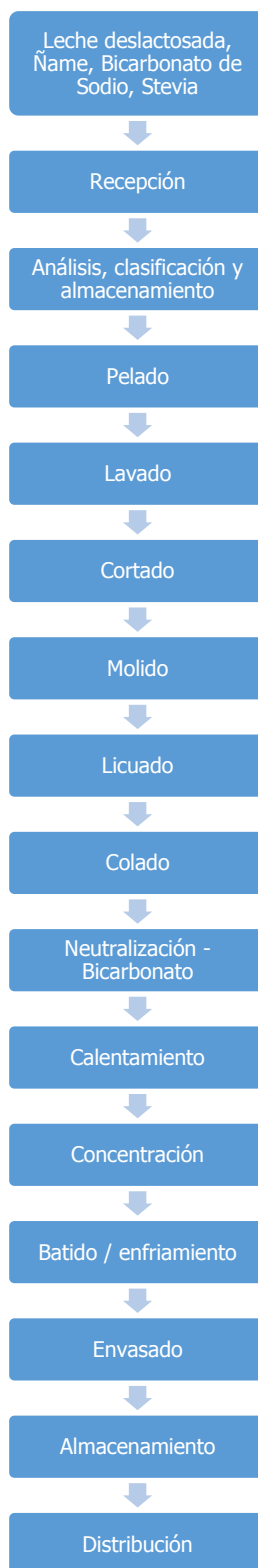 Leche deslactosada,
Ñame, Bicarbonato de
Sodio, Stevia
Recepción
Análisis, clasificación y
almacenamiento
Pelado
Lavado
Cortado
Molido
Licuado
Colado
Neutralización -
Bicarbonato
Calentamiento
Concentración
Batido / enfriamiento
Envasado
Almacenamiento
Distribución